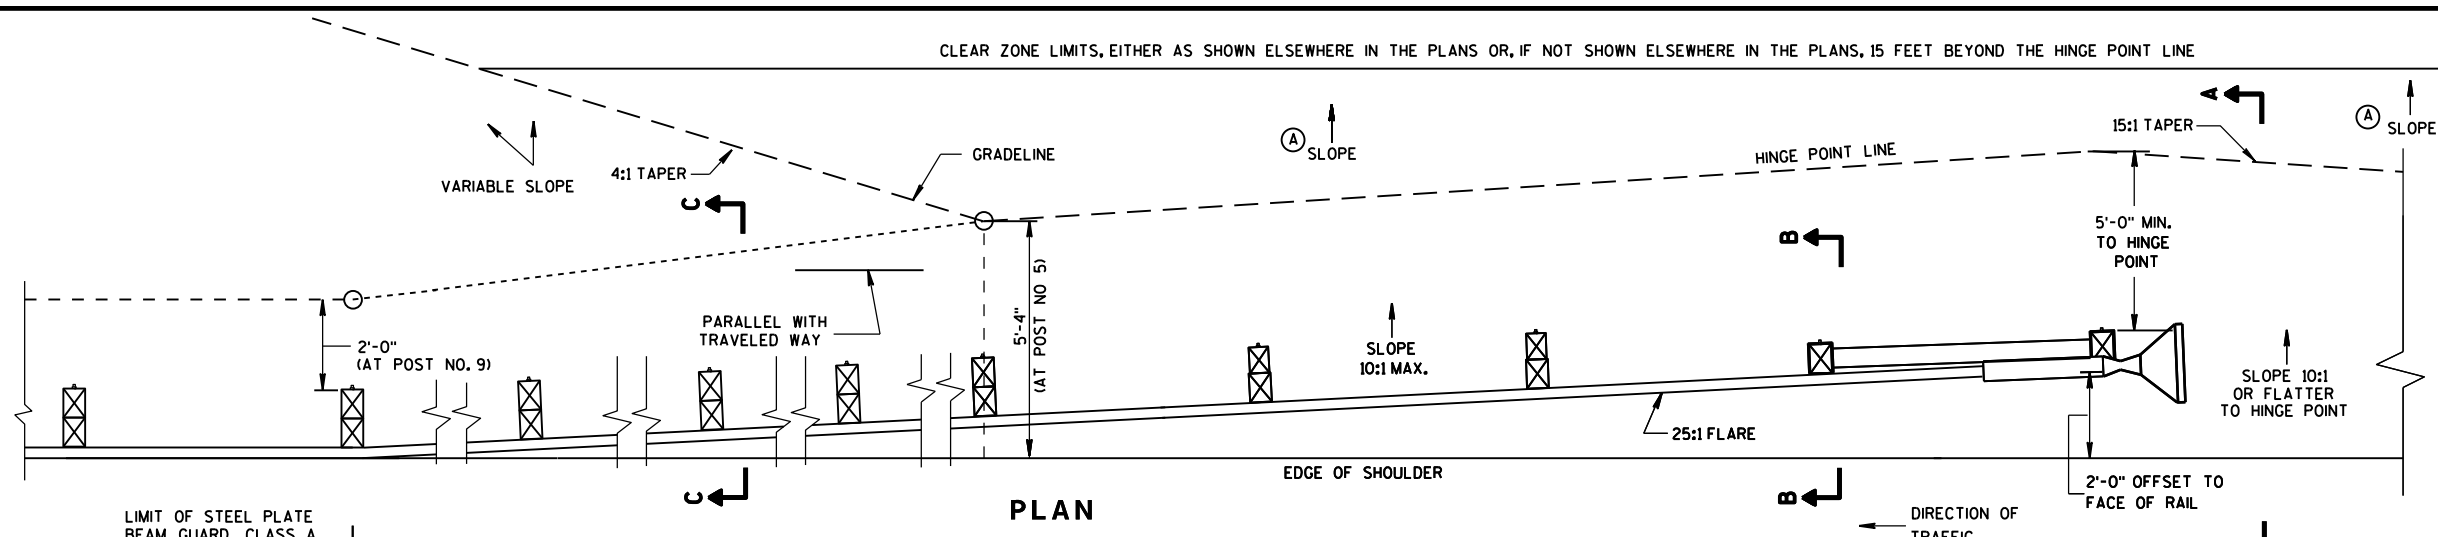 CLEAR ZONE LIMITS, EITHER AS SHOWN ELSEWHERE IN THE PLANS OR, IF NOT SHOWN ELSEWHERE IN THE PLANS, 15 FEET BEYOND THE HINGE POINT LINE
A
A
SLOPE
15:1 TAPER
A
SLOPE
HINGE POINT LINE
GRADELINE
4:1 TAPER
VARIABLE SLOPE
C
B
5'-0" MIN.
TO HINGE
POINT
5'-4"
(AT POST NO 5)
PARALLEL WITH
TRAVELED WAY
2'-0"
(AT POST NO. 9)
SLOPE
10:1 MAX.
SLOPE 10:1
OR FLATTER
TO HINGE POINT
25:1 FLARE
EDGE OF SHOULDER
2'-0" OFFSET TO
FACE OF RAIL
C
B
PLAN
LIMIT OF STEEL PLATE
BEAM GUARD, CLASS A
DIRECTION OF
TRAFFIC